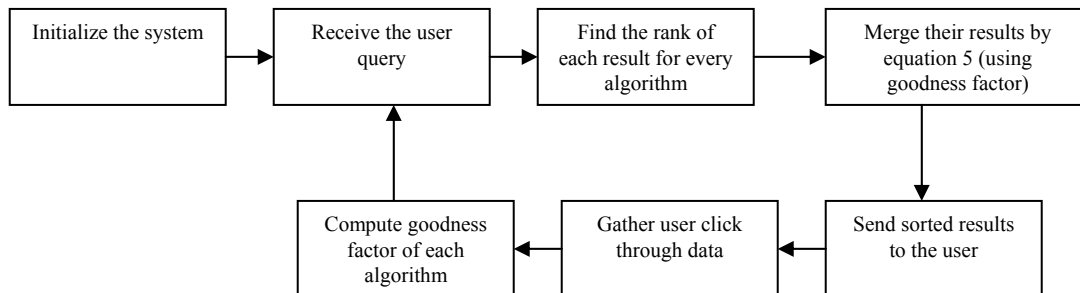 Initialize the system
Receive the user
query
Find the rank of
each result for every
algorithm
Merge their results by
equation 5 (using
goodness factor)
Send sorted results
to the user
Gather user click
through data
Compute goodness
factor of each
algorithm